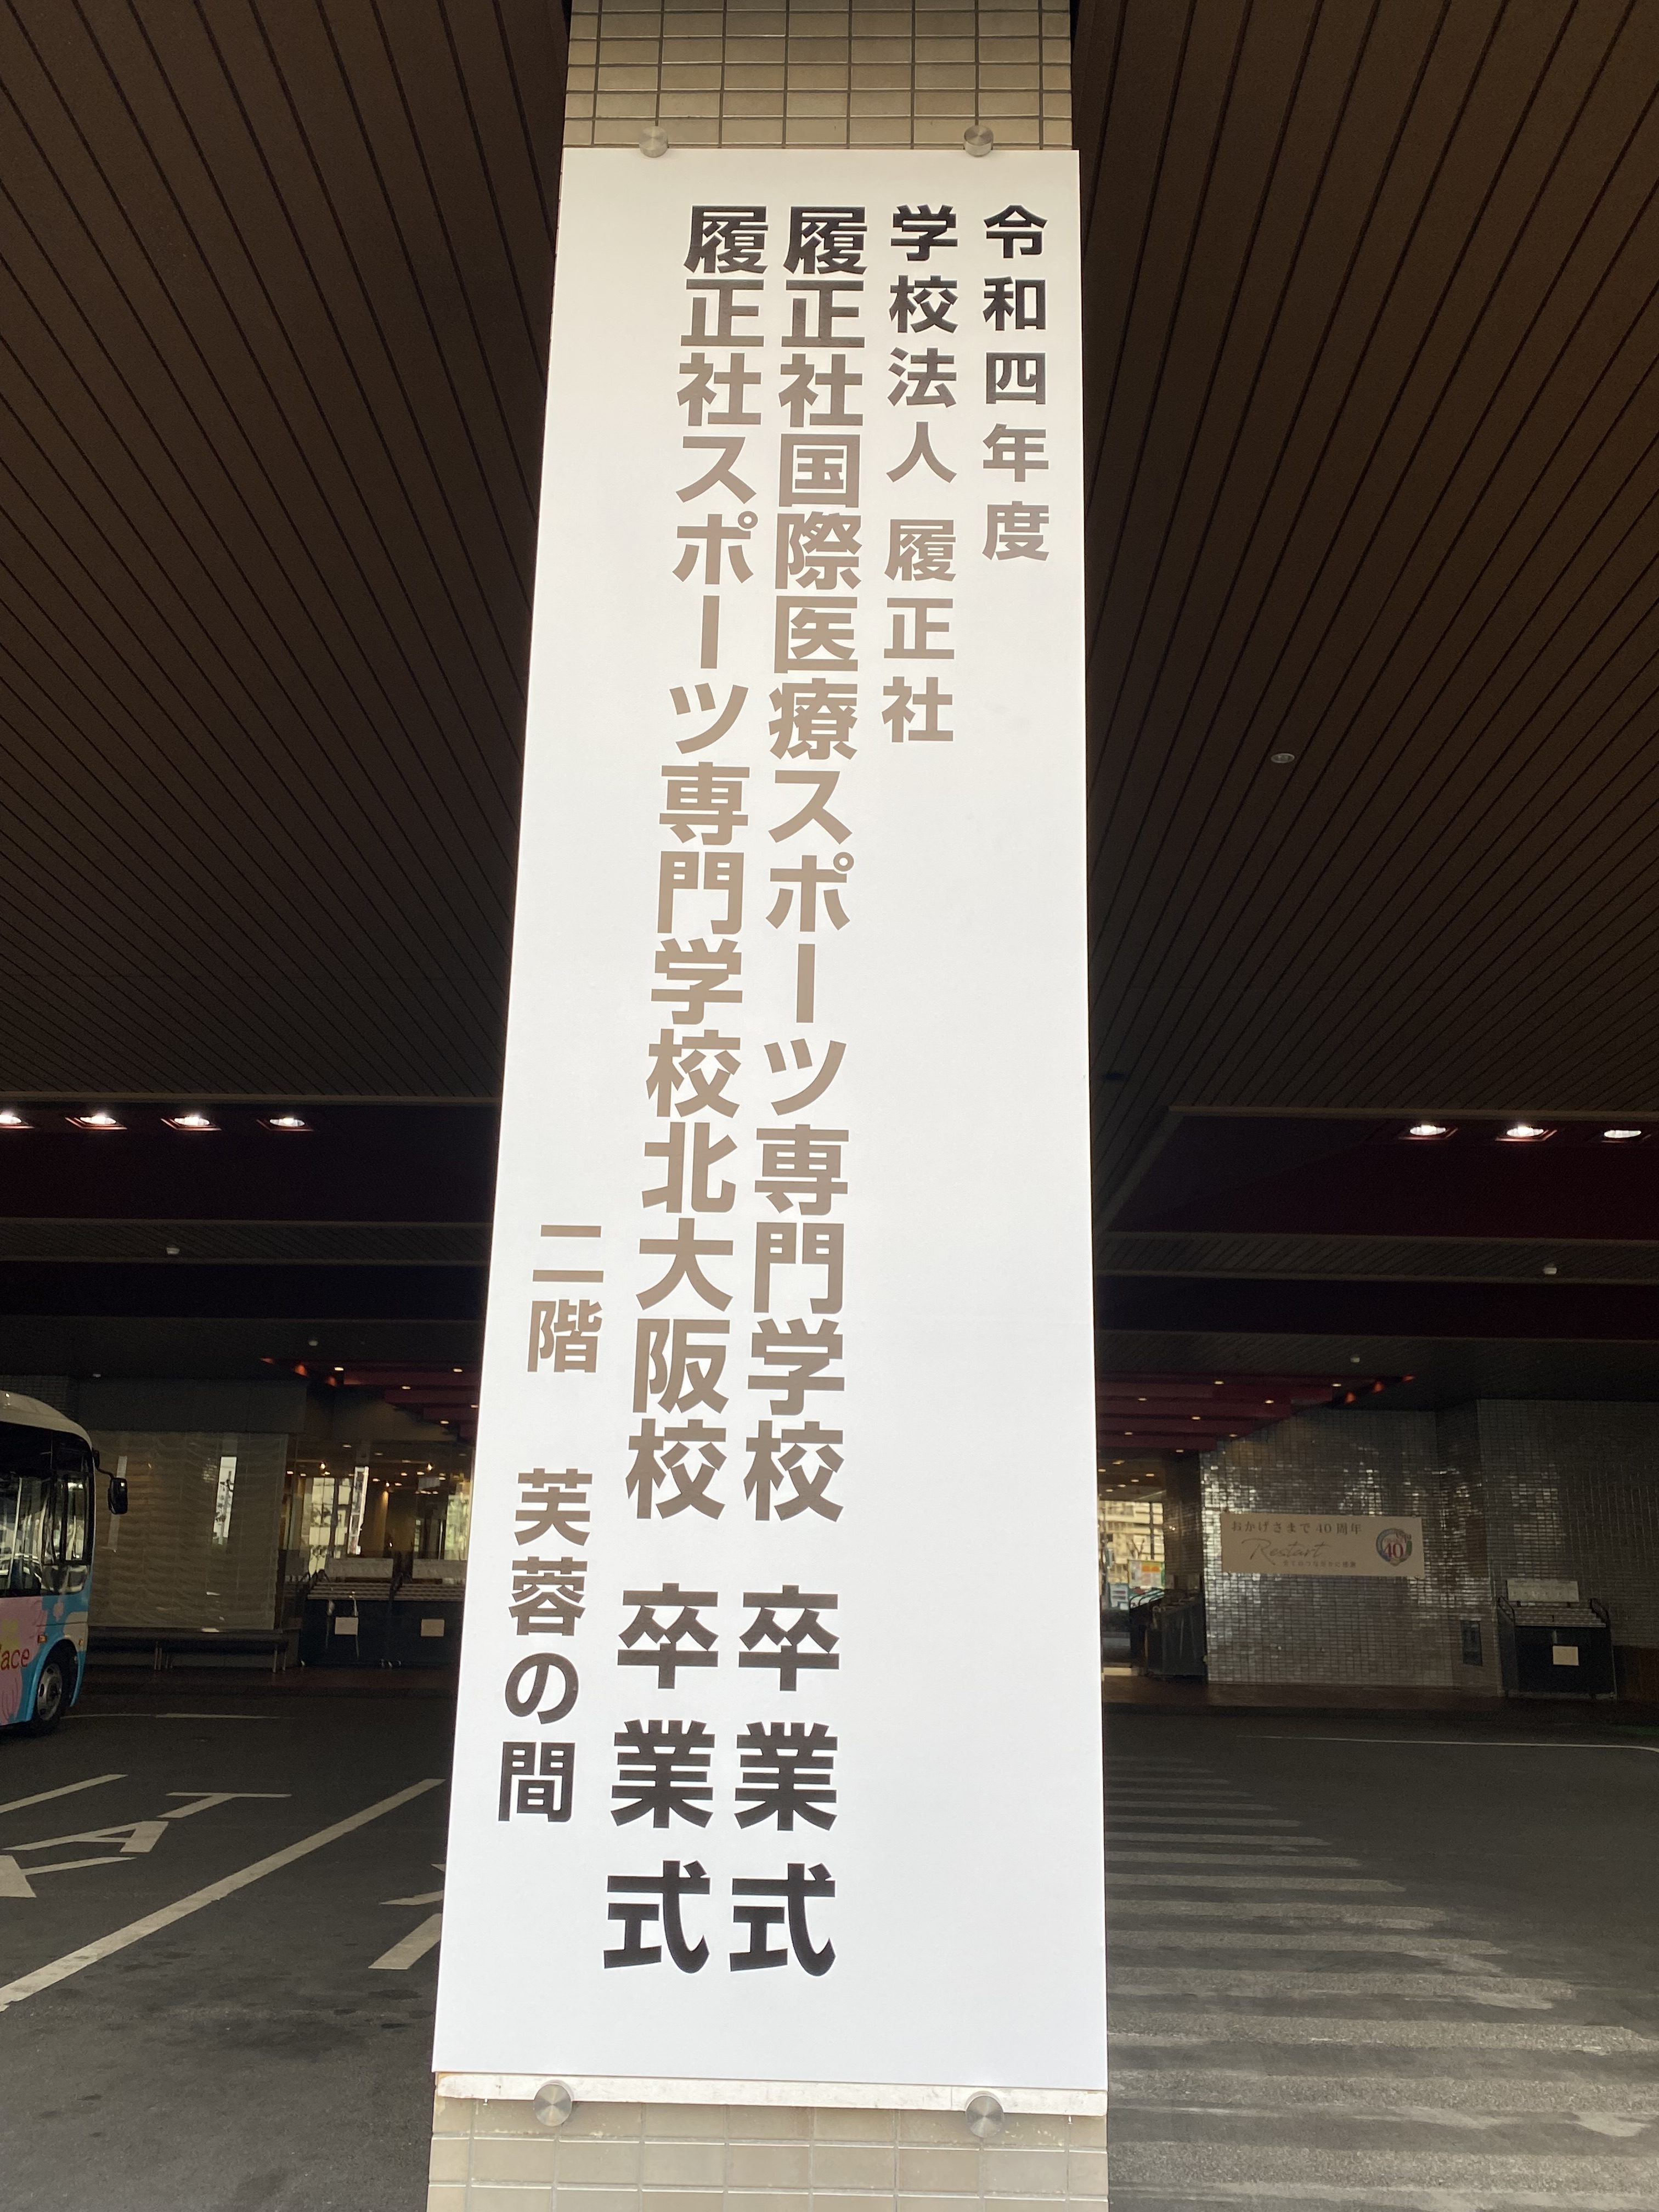 令和四年度
学校法人 履正社
履正社国際医療スポーツ専門学校 卒業式
履正社スポーツ専門学校北大阪校 卒業式
二階 芙蓉の間
おかげさまで40周年
Restart
40
ace
TA